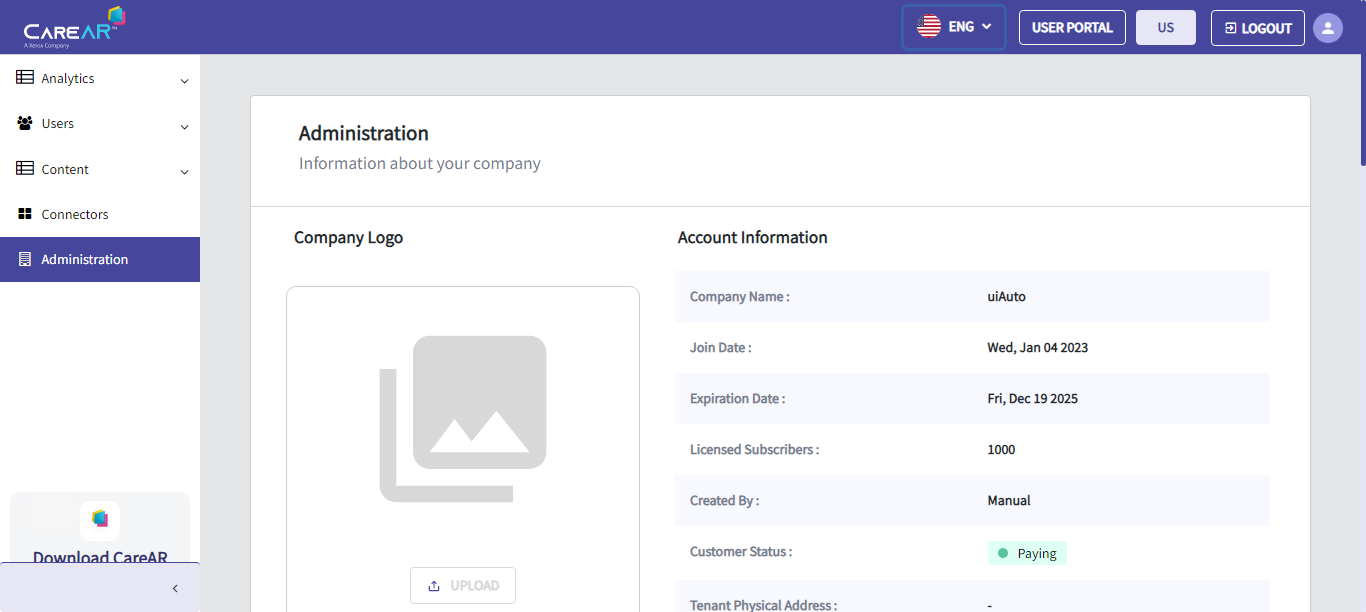 CAREAR™
A Xerox Company
ENG
USER PORTAL
US
LOGOUT
Analytics
Users
Content
Connectors
Administration
Download CareAR
Administration
Information about your company
Company Logo
UPLOAD
Account Information
Company Name : uiAuto
Join Date : Wed, Jan 04 2023
Expiration Date : Fri, Dec 19 2025
Licensed Subscribers : 1000
Created By : Manual
Customer Status : Paying
Tenant Physical Address : -